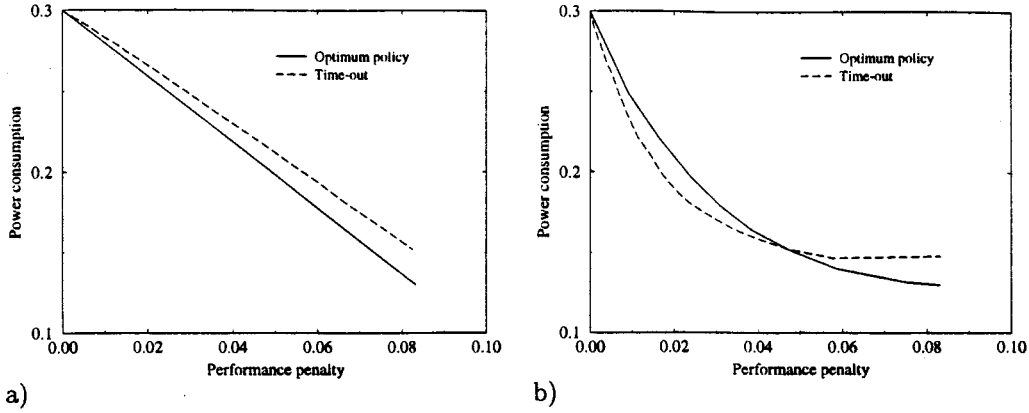 0.3
0.2
0.1
Power consumption
Optimum policy
Time-out
0.00 0.02 0.04 0.06 0.08 0.10
Performance penalty
a)
0.3
0.2
0.1
Power consumption
Optimum policy
Time-out
0.00 0.02 0.04 0.06 0.08 0.10
Performance penalty
b)